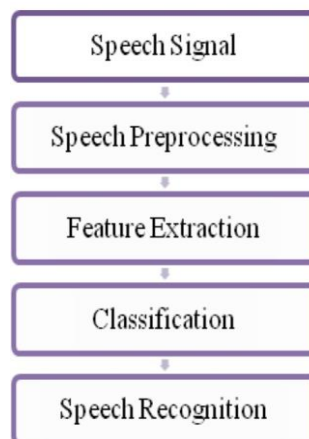 Speech Signal
Speech Preprocessing
Feature Extraction
Classification
Speech Recognition